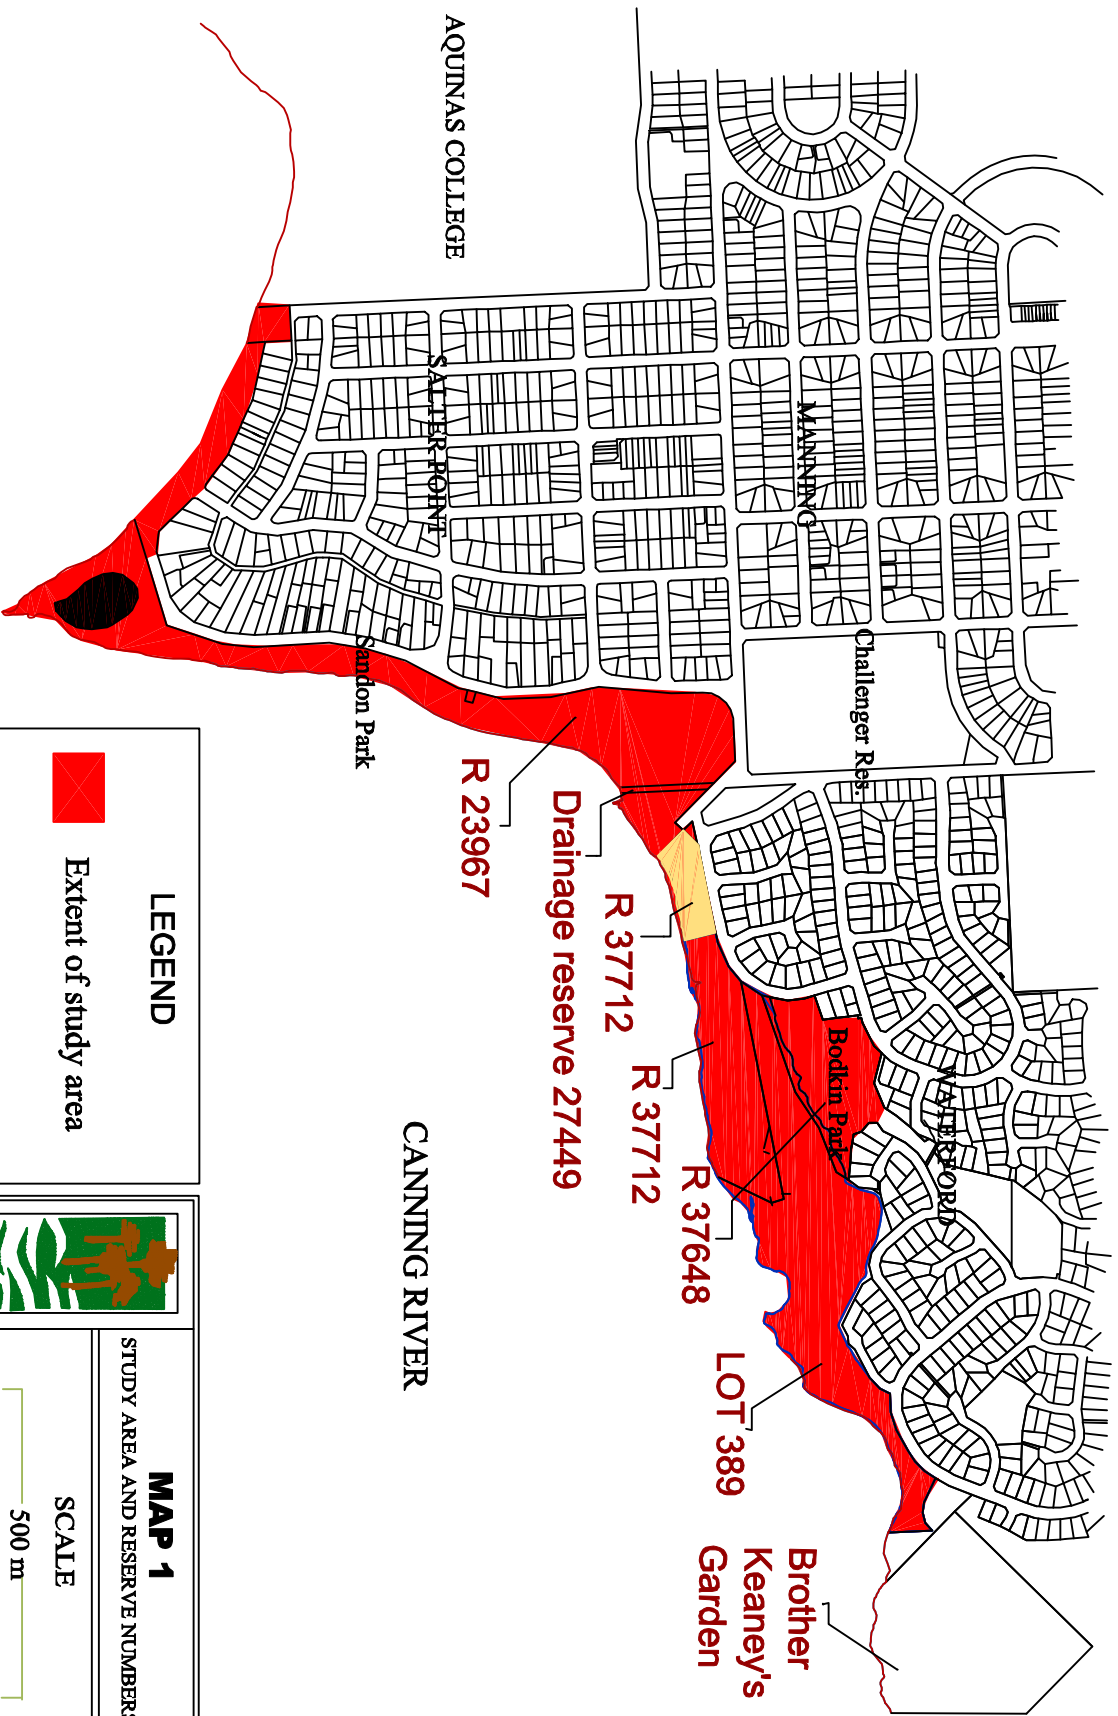 AQUINAS COLLEGE
SALTER POINT
MANNING
Challenger Res.
Sandon Park
WATERFORD
Bodkin Park
R 23967
Drainage reserve 27449
R 37712
R 37712
R 37648
LOT 389
Brother
Keaney's
Garden
CANNING RIVER
LEGEND
Extent of study area
MAP 1
STUDY AREA AND RESERVE NUMBERS
SCALE
500 m